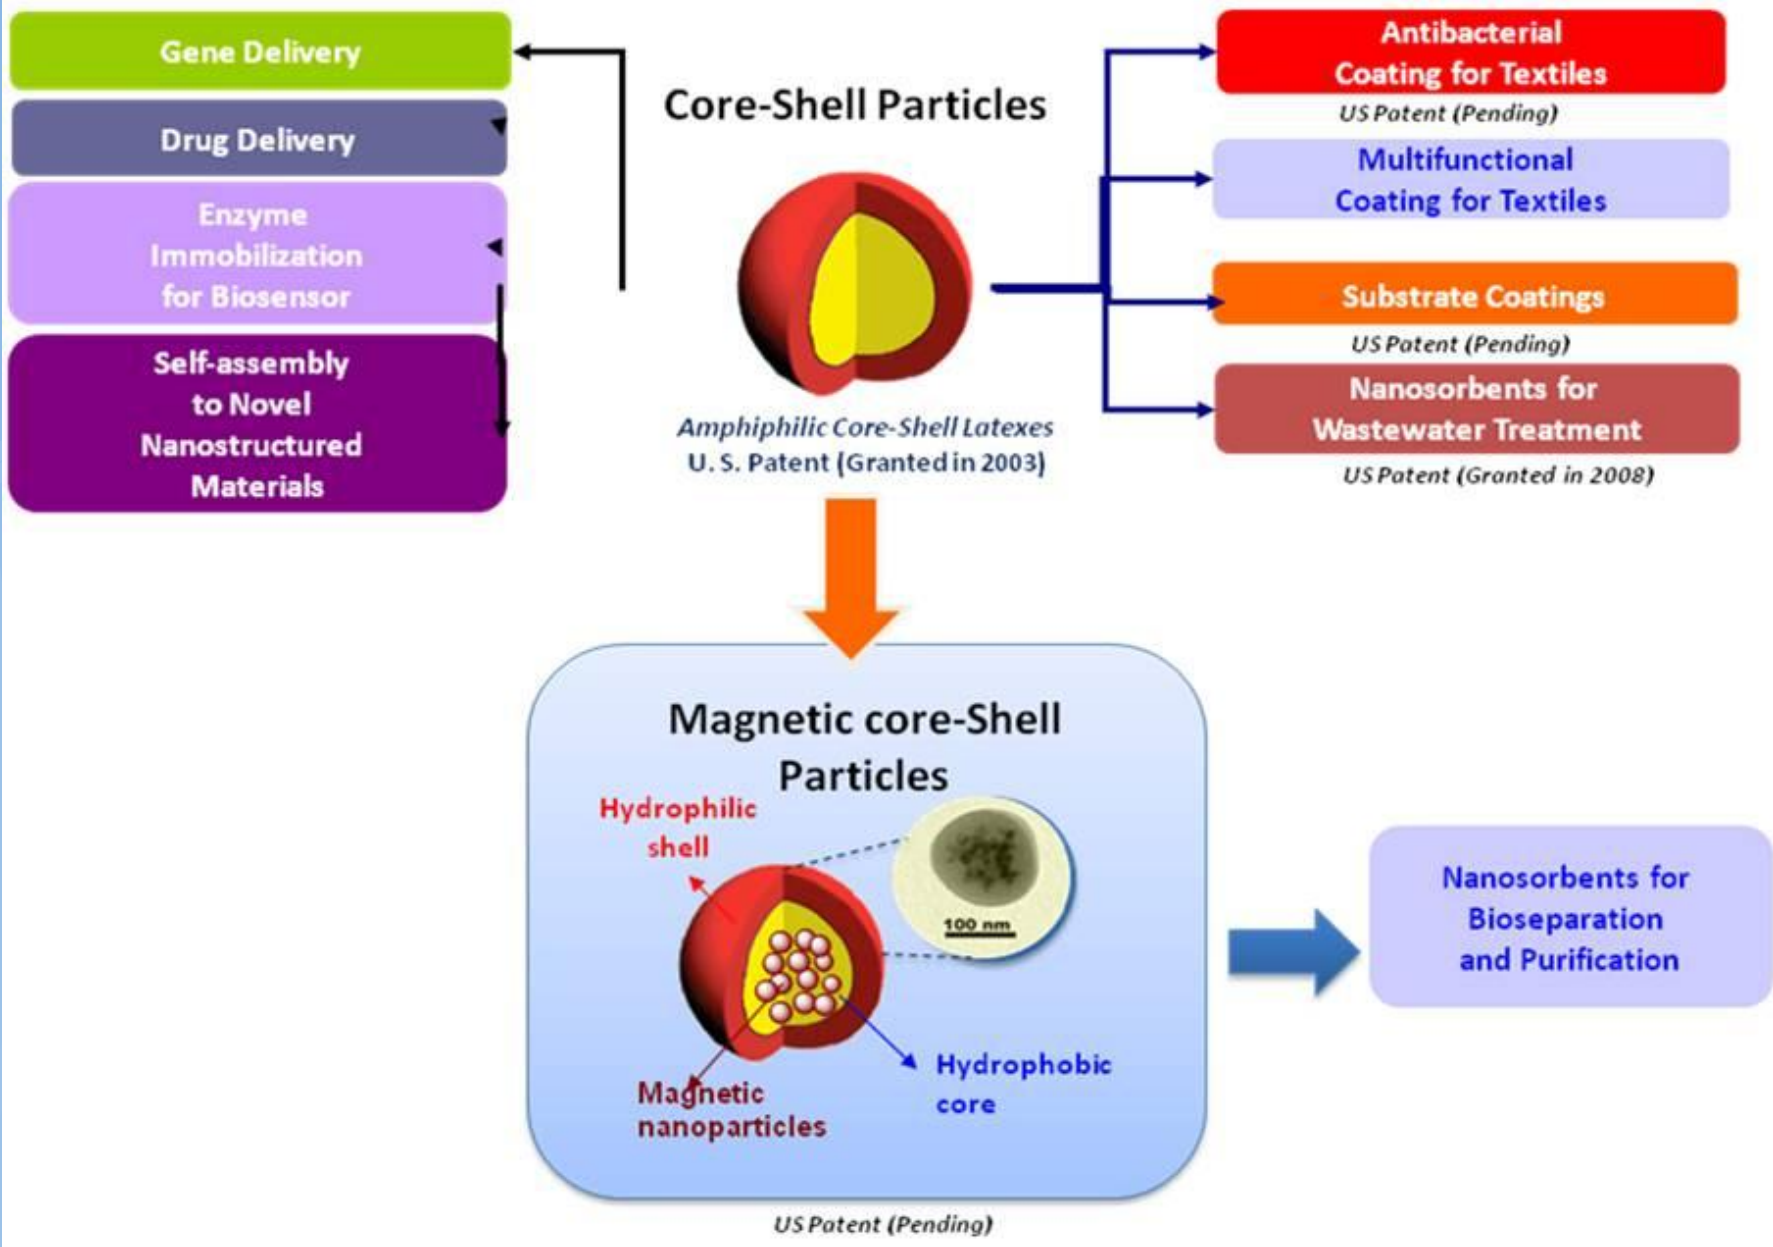 Gene Delivery
Drug Delivery
Enzyme
Immobilization
for Biosensor
Self-assembly
to Novel
Nanostructured
Materials
Core-Shell Particles
Amphiphilic Core-Shell Latexes
U. S. Patent (Granted in 2003)
Antibacterial
Coating for Textiles
US Patent (Pending)
Multifunctional
Coating for Textiles
Substrate Coatings
US Patent (Pending)
Nanosorbents for
Wastewater Treatment
US Patent (Granted in 2008)
Magnetic core-Shell
Particles
Hydrophilic
shell
100 nm
Magnetic
nanoparticles
Hydrophobic
core
US Patent (Pending)
Nanosorbents for
Bioseparation
and Purification